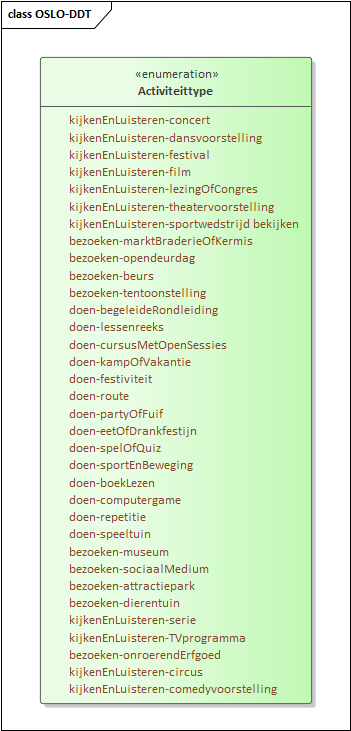 class OSLO-DDT
«enumeration»
Activiteittype
kijkenEnLuisteren-concert
kijkenEnLuisteren-dansvoorstelling
kijkenEnLuisteren-festival
kijkenEnLuisteren-film
kijkenEnLuisteren-lezingOfCongres
kijkenEnLuisteren-theatervoorstelling
kijkenEnLuisteren-sportwedstrijd bekijken
bezoeken-marktBraderieOfKermis
bezoeken-opendeurdag
bezoeken-beurs
bezoeken-tentoonstelling
doen-begeleideRondleiding
doen-lessenreeks
doen-cursusMetOpenSessies
doen-kampOfVakantie
doen-festiviteit
doen-route
doen-partyOfFuif
doen-eetOfDrankfestijn
doen-spelOfQuiz
doen-sportEnBeweging
doen-boekLezen
doen-computergame
doen-repetitie
doen-speeltuin
bezoeken-museum
bezoeken-sociaalMedium
bezoeken-attractiepark
bezoeken-dierentuin
kijkenEnLuisteren-serie
kijkenEnLuisteren-TVprogramma
bezoeken-onroerendErfgoed
kijkenEnLuisteren-circus
kijkenEnLuisteren-comedyvoorstelling